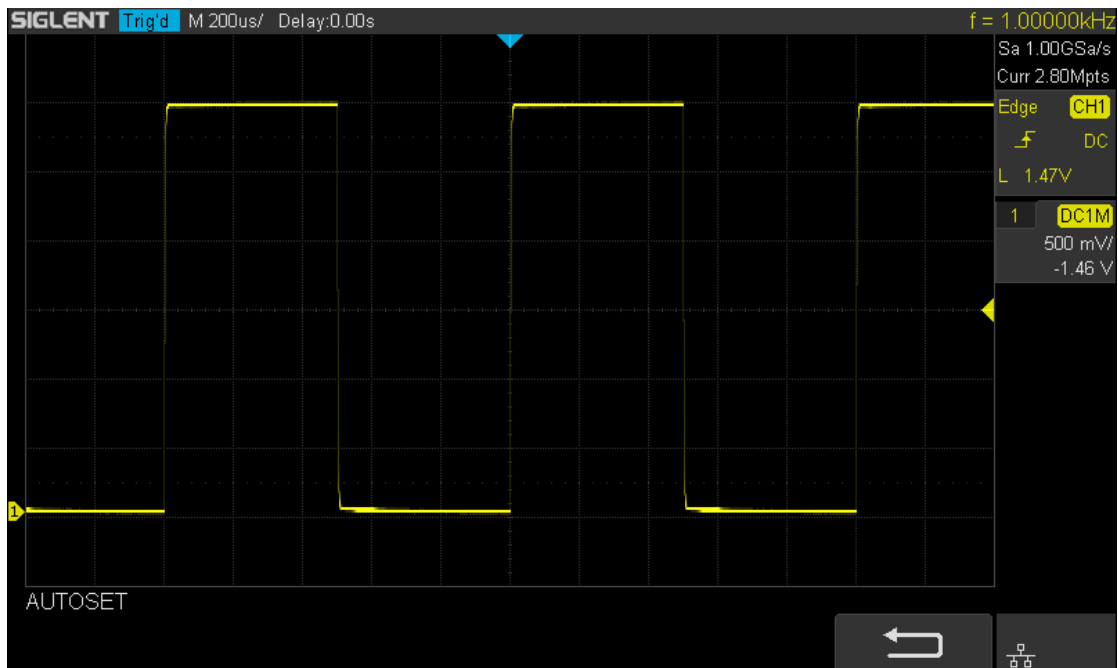 SIGLENT Trig'd M 200us/ Delay:0.00s f = 1.00000kHz
Sa 1.00GSa/s
Curr 2.80Mpts
Edge CH1
DC
L 1.47V
1 DC1M
500 mV/
-1.46 V
1
AUTOSET